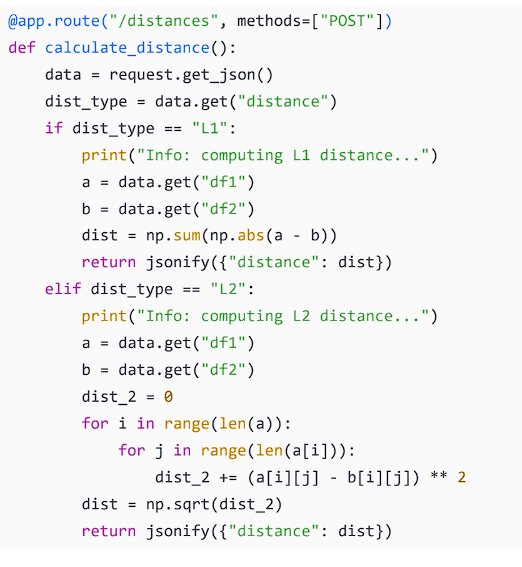 @app.route("/distances", methods=["POST"])
def calculate_distance():
    data = request.get_json()
    dist_type = data.get("distance")
    if dist_type == "L1":
        print("Info: computing L1 distance...")
        a = data.get("df1")
        b = data.get("df2")
        dist = np.sum(np.abs(a - b))
        return jsonify({"distance": dist})
    elif dist_type == "L2":
        print("Info: computing L2 distance...")
        a = data.get("df1")
        b = data.get("df2")
        dist_2 = 0
        for i in range(len(a)):
            for j in range(len(a[i])):
                dist_2 += (a[i][j] - b[i][j]) ** 2
        dist = np.sqrt(dist_2)
        return jsonify({"distance": dist})